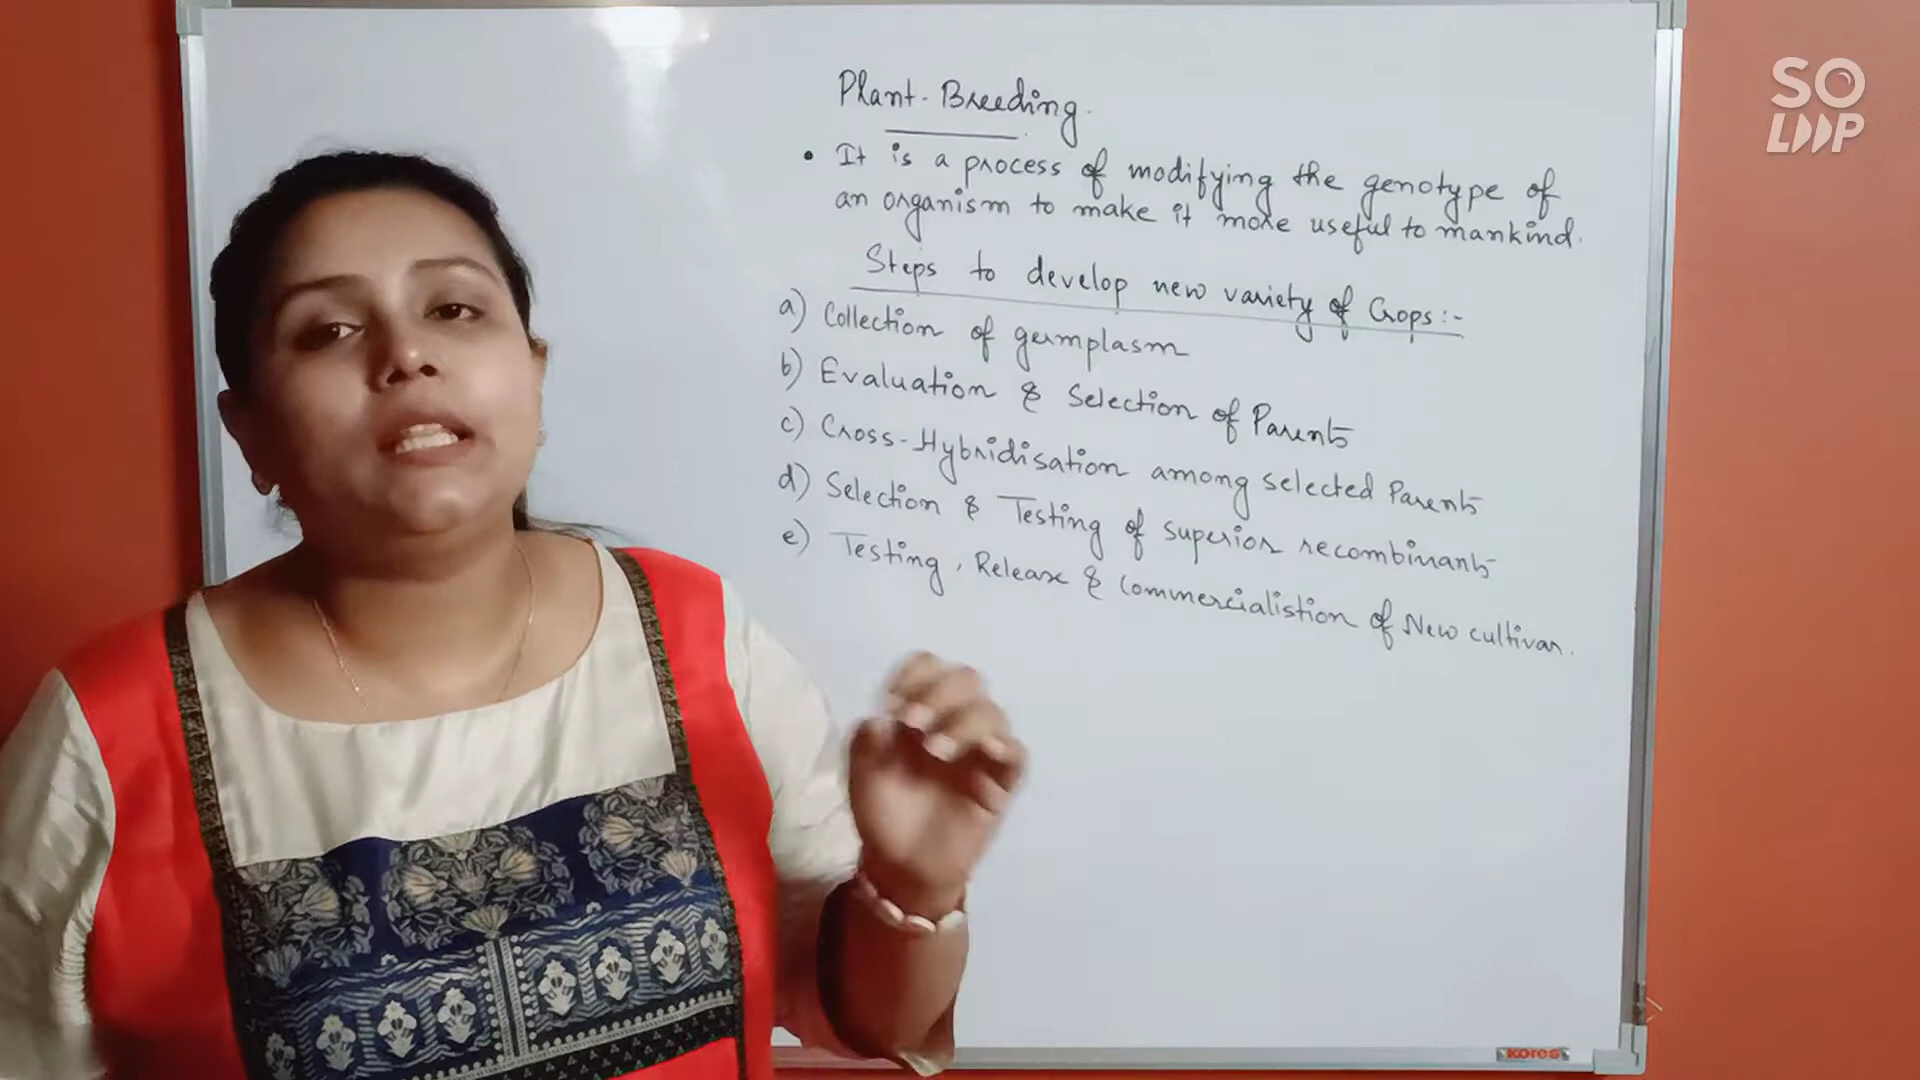 Plant-Breeding.
• It is a process of modifying the genotype of
an organism to make it more useful to mankind.
Steps to develop new variety of Crops:-
a) Collection of germplasm
b) Evaluation & Selection of Parents
c) Cross-Hybridisation among selected Parents
d) Selection & Testing of superior recombinants
e) Testing, Release & Commercialistion of New cultivar.
SO
LOOP
KORES